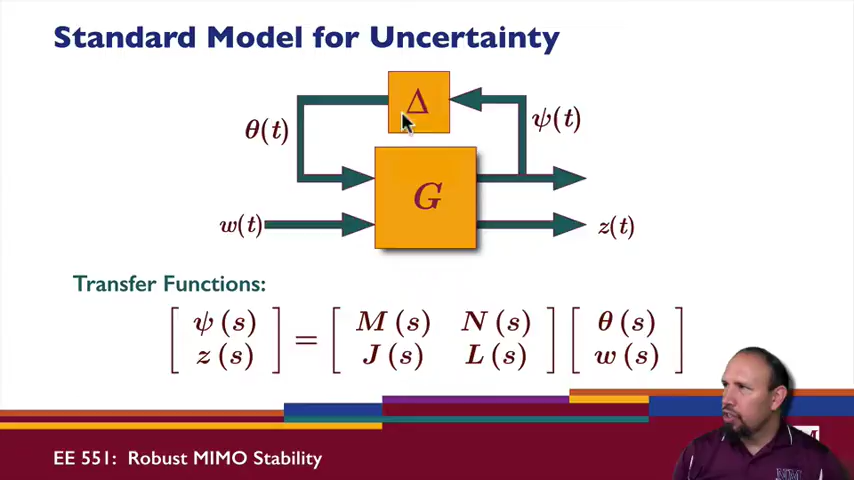 Standard Model for Uncertainty
Δ
θ(t)
ψ(t)
G
w(t)
z(t)
Transfer Functions:
[ψ(s) z(s)] = [M(s) N(s) J(s) L(s)] [θ(s) w(s)]
EE 551: Robust MIMO Stability